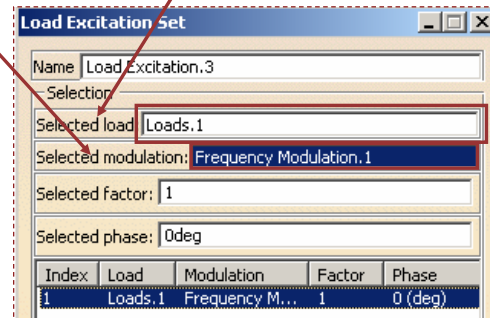 Load Excitation Set
Name Load Excitation.3
Selection
Selected load: Loads.1
Selected modulation: Frequency Modulation.1
Selected factor: 1
Selected phase: 0deg
Index Load Modulation Factor Phase
1 Loads.1 Frequency M... 1 0 (deg)